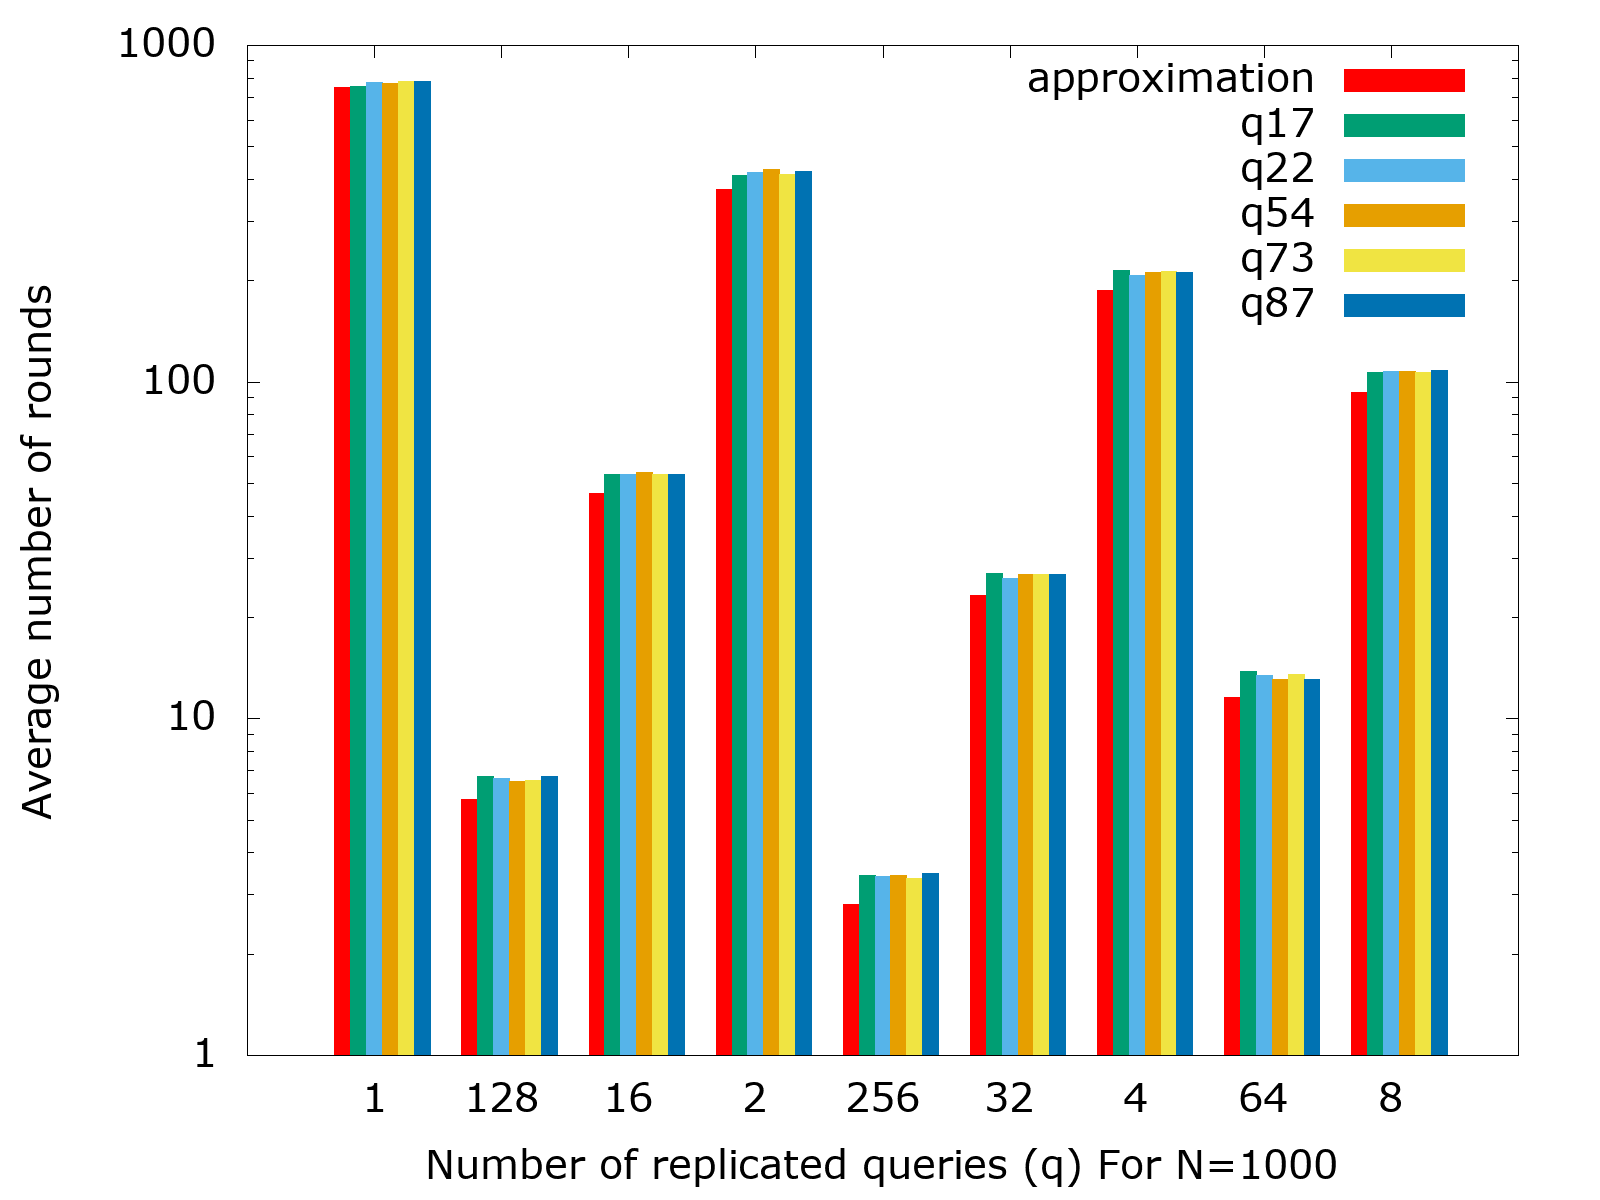 1000
100
10
1
Average number of rounds
approximation
q17
q22
q54
q73
q87
1 128 16 2 256 32 4 64 8
Number of replicated queries (q) For N=1000